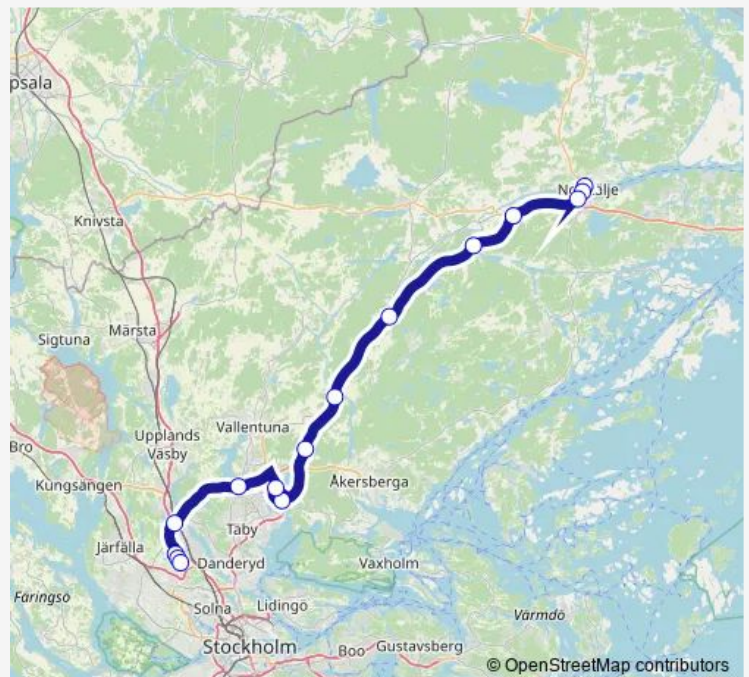 psala
Norrtälje
Knivsta
Märsta
Sigtuna
Vallentuna
Upplands
Väsby
Bro
Kungsängen
Åkersberga
Täby
Järfälla
Danderyd
Vaxholm
Färingsö
Solna
Lidingö
Värmdö
Stockholm
Boo
Gustavsberg
© OpenStreetMap contributors